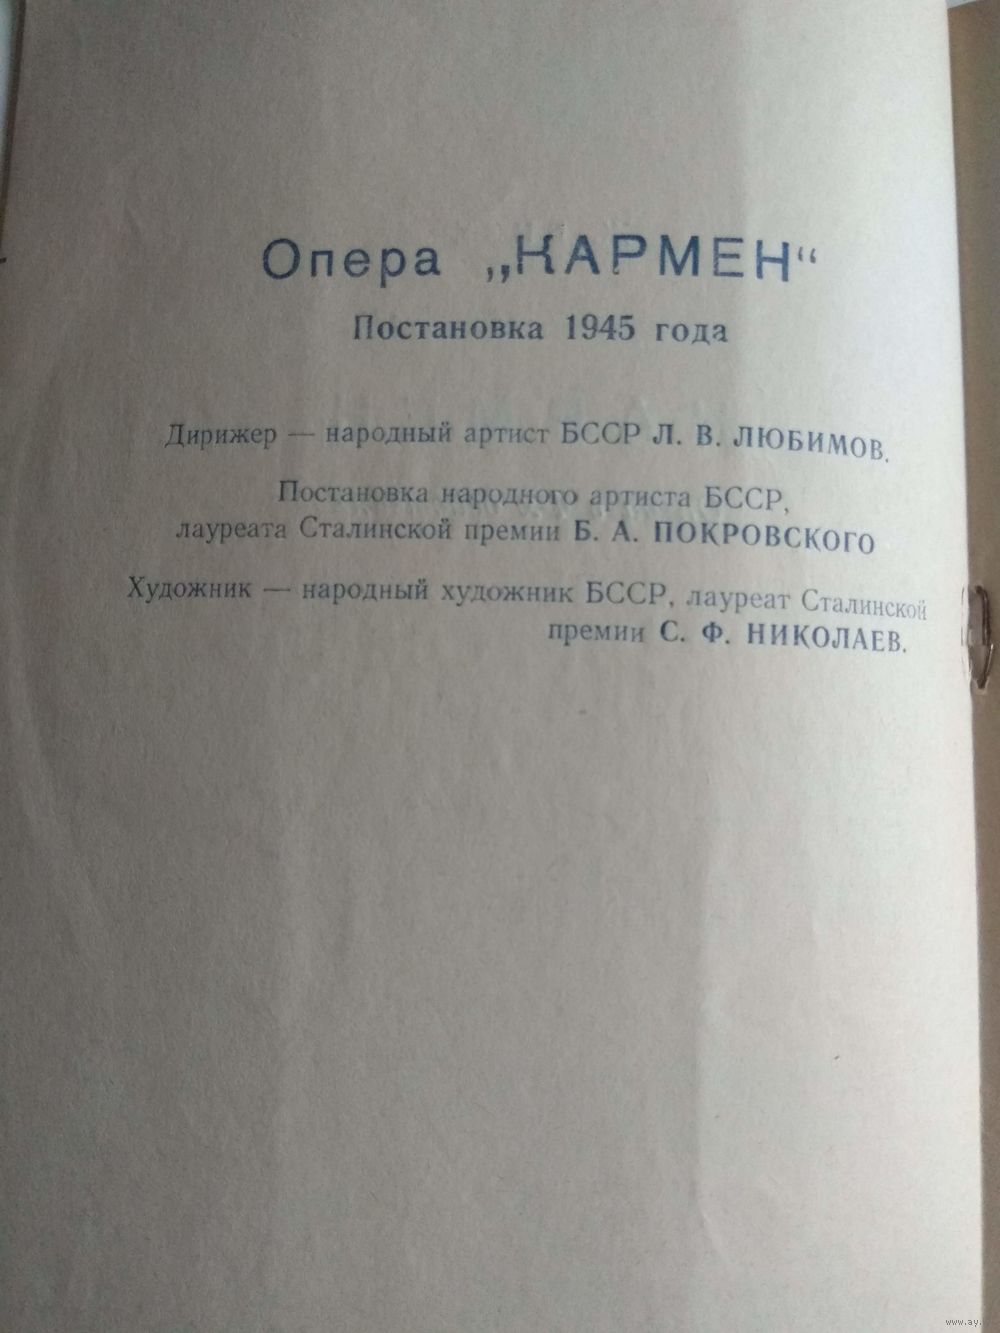 Опера „КАРМЕН“
Постановка 1945 года
Дирижер — народный артист БССР Л. В. ЛЮБИМОВ.
Постановка народного артиста БССР,
лауреата Сталинской премии Б. А. ПОКРОВСКОГО
Художник — народный художник БССР, лауреат Сталинской
премии С. Ф. НИКОЛАЕВ.